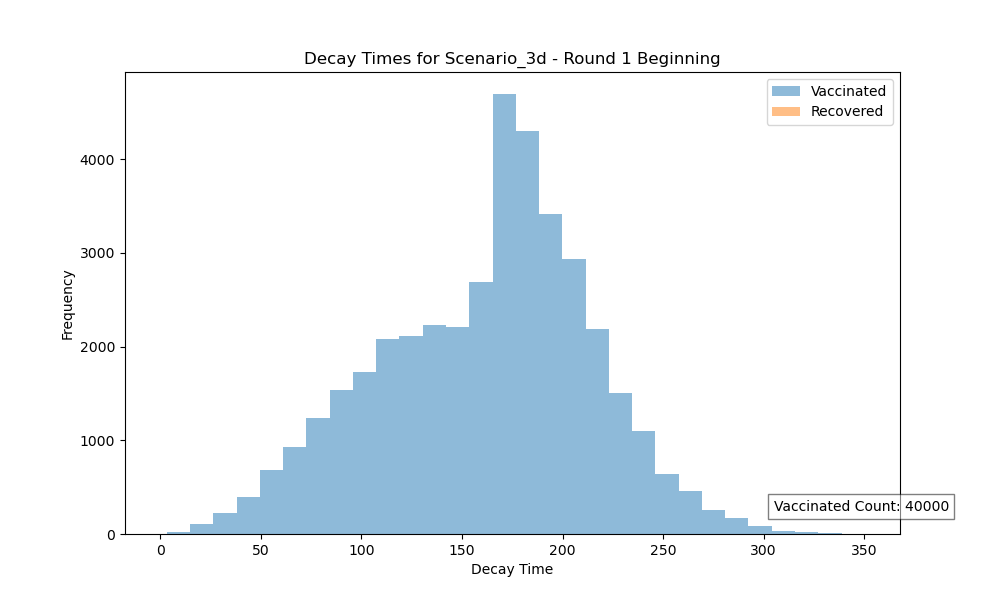 Decay Times for Scenario_3d - Round 1 Beginning
Vaccinated
Recovered
Frequency
4000
3000
2000
1000
0
Vaccinated Count: 40000
0 50 100 150 200 250 300 350
Decay Time